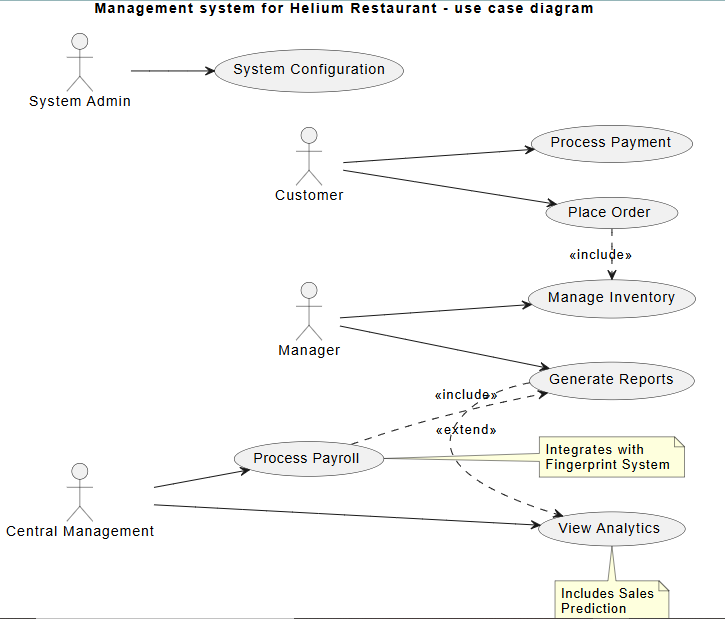 Management system for Helium Restaurant - use case diagram
System Admin
System Configuration
Customer
Process Payment
Place Order
«include»
Manager
Manage Inventory
Generate Reports
«include»
«extend»
Process Payroll
Integrates with
Fingerprint System
Central Management
View Analytics
Includes Sales
Prediction